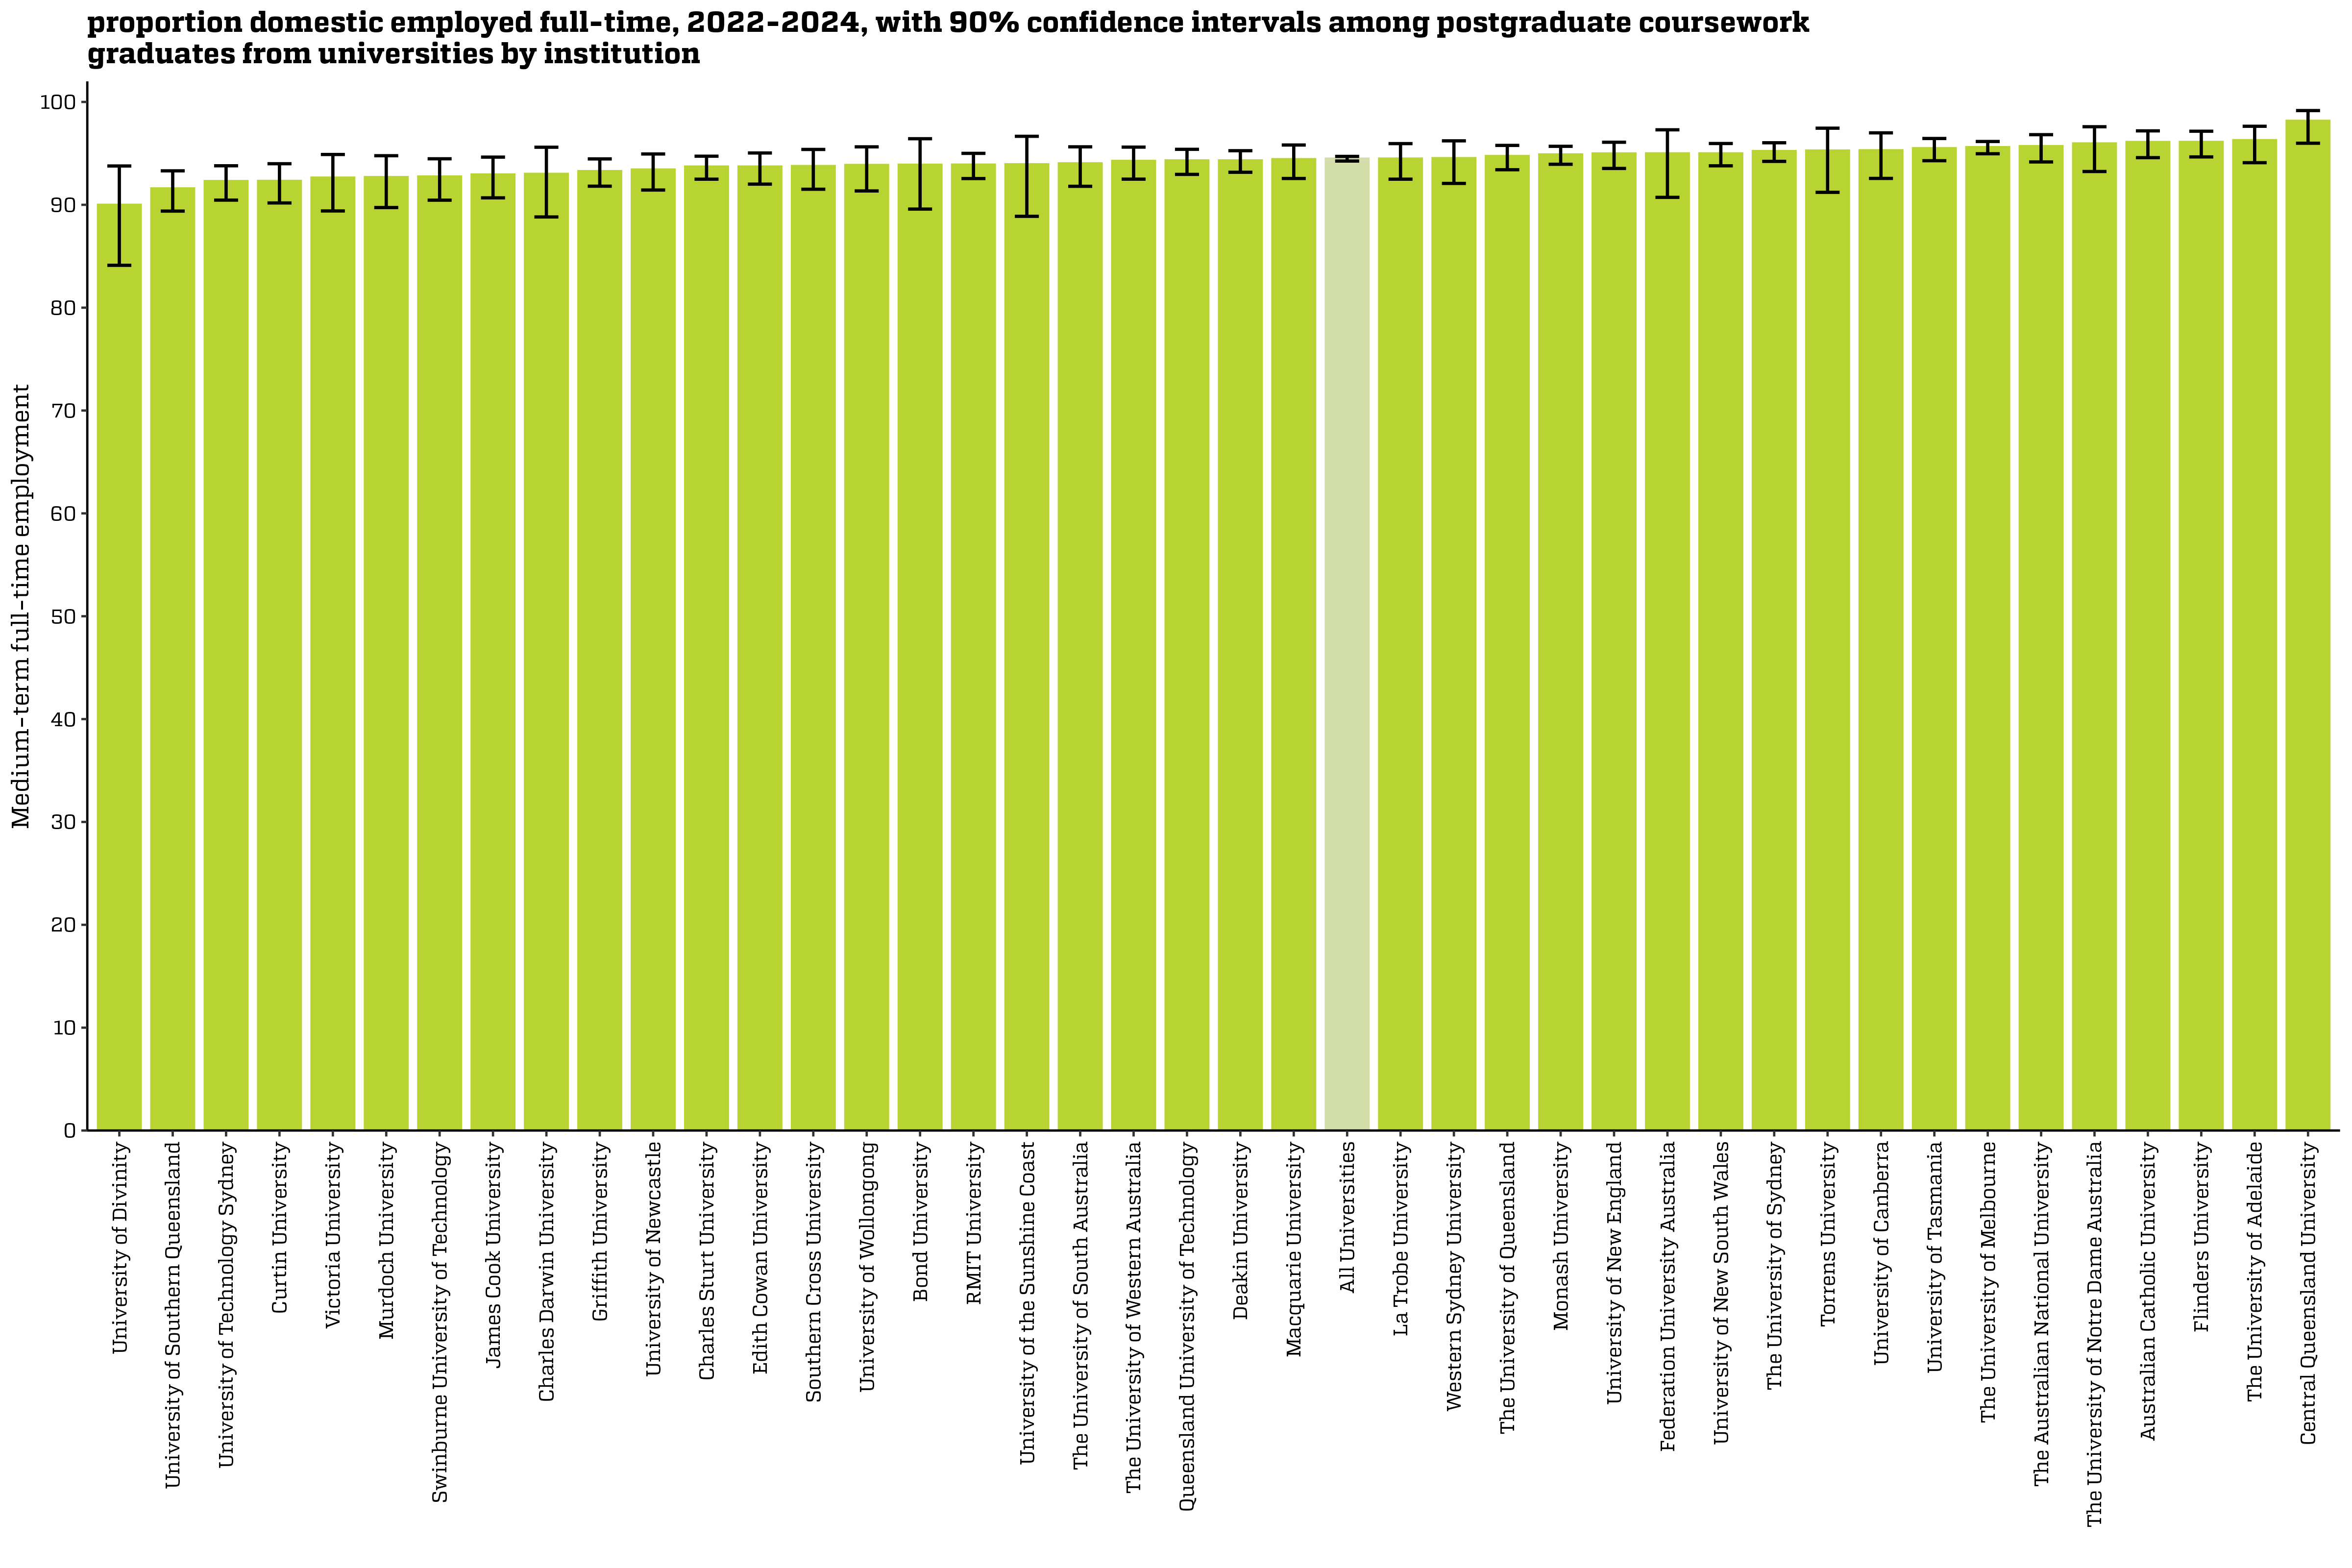 proportion domestic employed full-time, 2022-2024, with 90% confidence intervals among postgraduate coursework
graduates from universities by institution
Medium-term full-time employment
100
90
80
70
60
50
40
30
20
10
0
University of Divinity
University of Southern Queensland
University of Technology Sydney
Curtin University
Victoria University
Murdoch University
Swinburne University of Technology
James Cook University
Charles Darwin University
Griffith University
University of Newcastle
Charles Sturt University
Edith Cowan University
Southern Cross University
University of Wollongong
Bond University
RMIT University
University of the Sunshine Coast
The University of South Australia
The University of Western Australia
Queensland University of Technology
Deakin University
Macquarie University
All Universities
La Trobe University
Western Sydney University
The University of Queensland
Monash University
University of New England
Federation University Australia
University of New South Wales
The University of Sydney
Torrens University
University of Canberra
University of Tasmania
The University of Melbourne
The Australian National University
The University of Notre Dame Australia
Australian Catholic University
Flinders University
The University of Adelaide
Central Queensland University